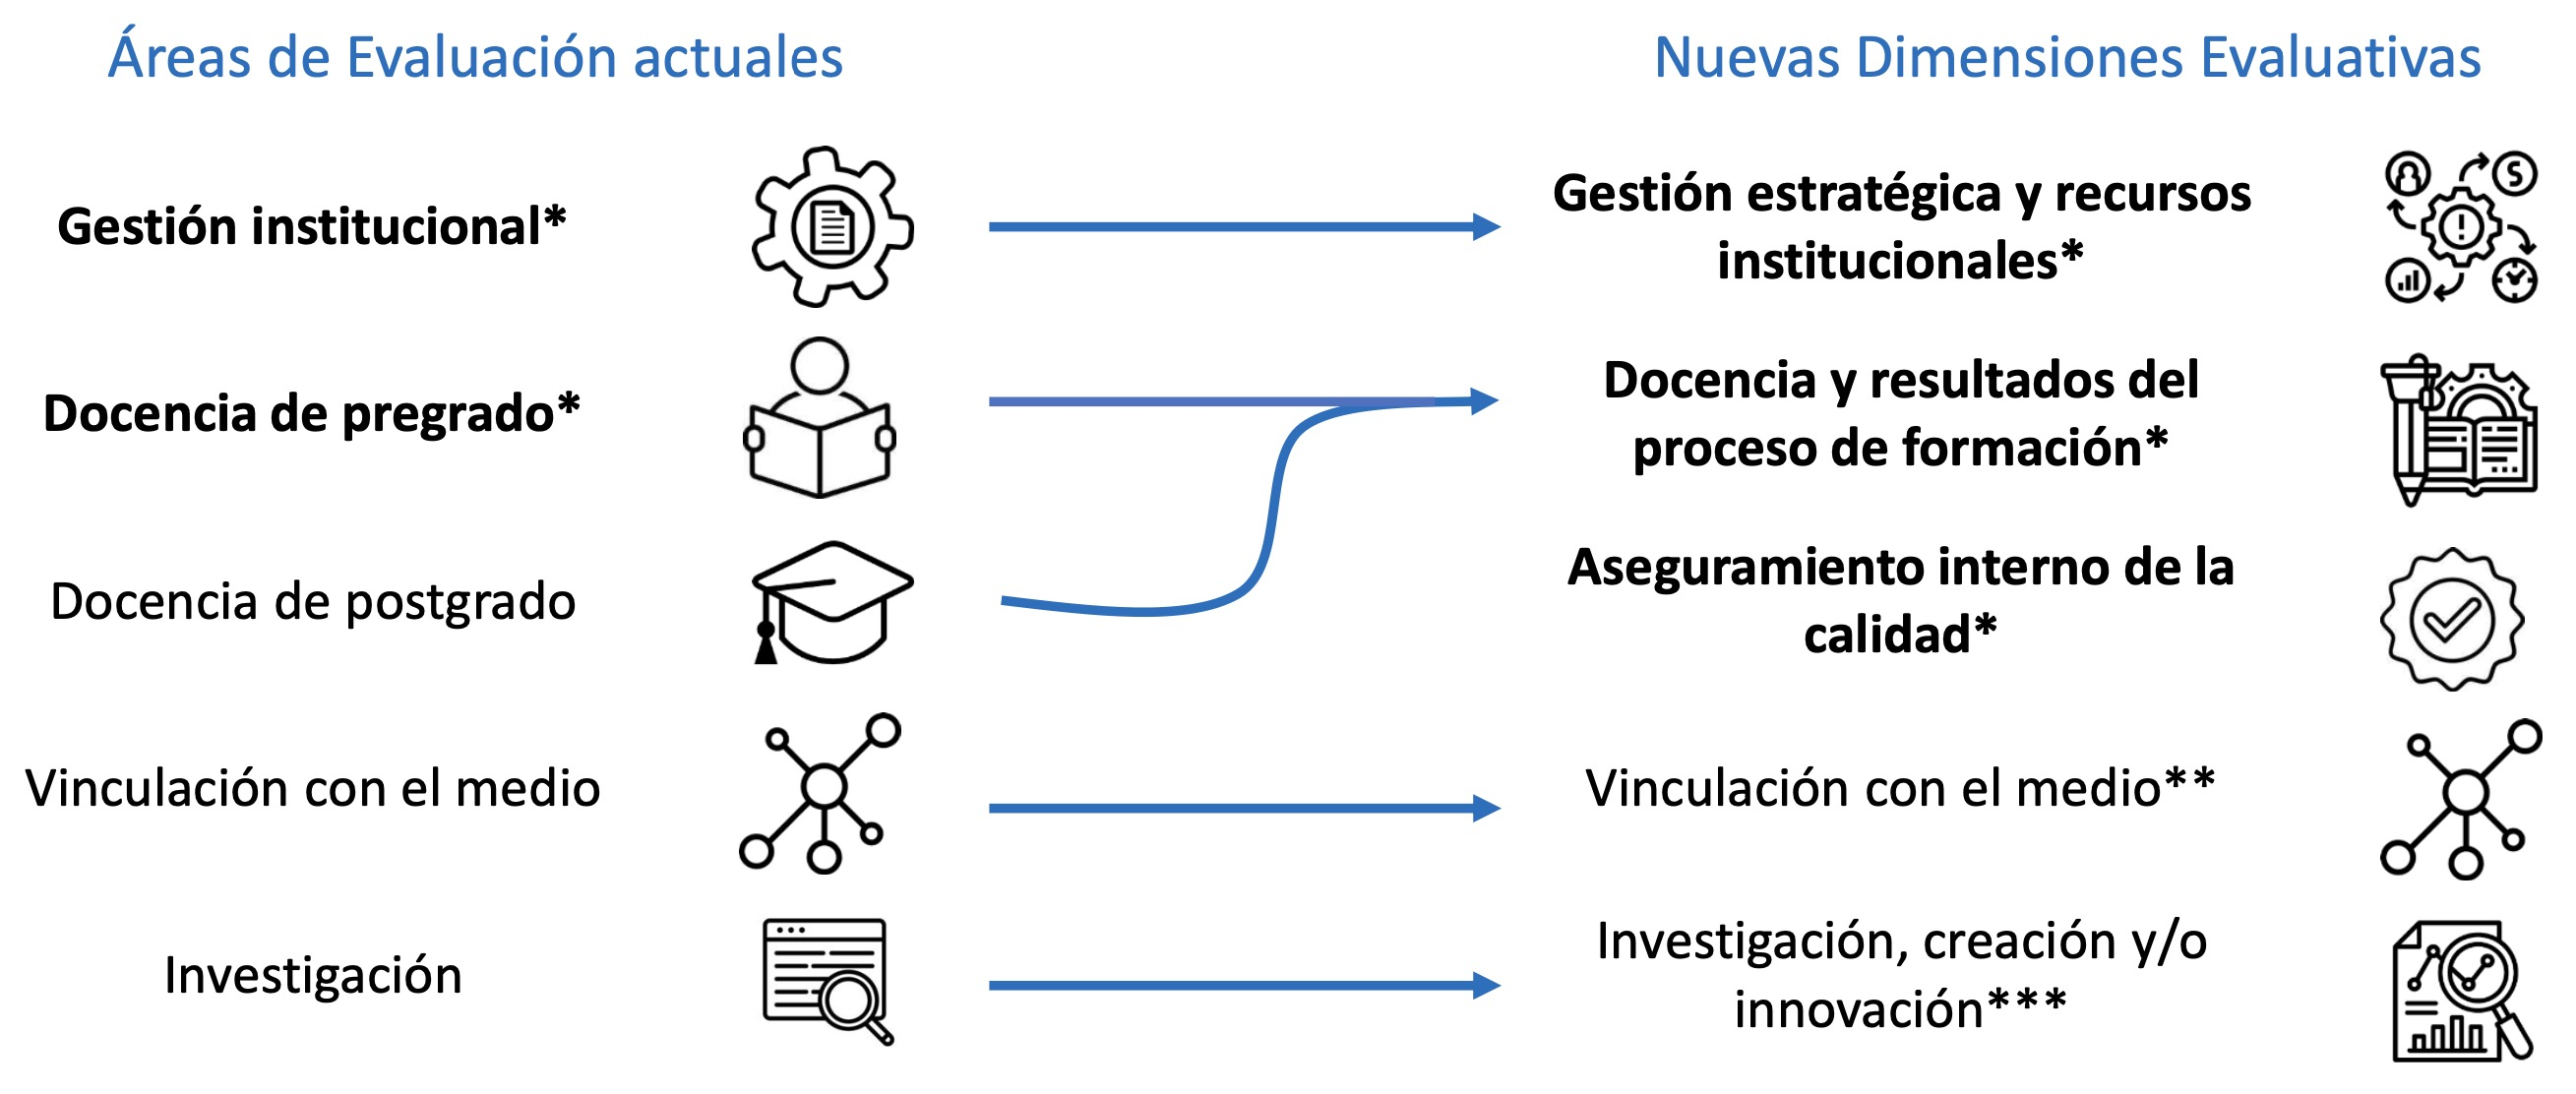 Áreas de Evaluación actuales
Nuevas Dimensiones Evaluativas
Gestión institucional*
Gestión estratégica y recursos
institucionales*
Docencia de pregrado*
Docencia y resultados del
proceso de formación*
Docencia de postgrado
Aseguramiento interno de la
calidad*
Vinculación con el medio
Vinculación con el medio**
Investigación
Investigación, creación y/o
innovación***